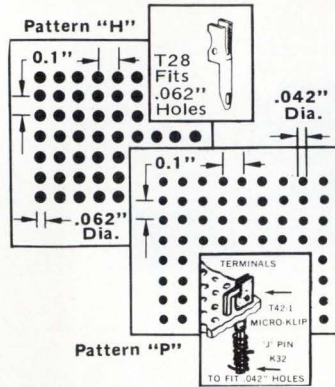 Pattern "H"
0.1"
T28
Fits
.062"
Holes
.042"
Dia.
0.1"
.062"
Dia.
TERMINALS
T42-1
MICRO-KLIP
"J" PIN
K32
TO FIT .042" HOLES
Pattern "P"